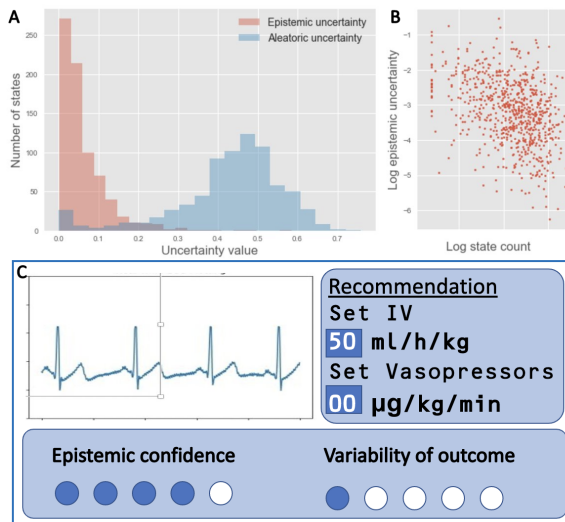 A
Epistemic uncertainty
Aleatoric uncertainty
Number of states
250
200
150
100
50
0
0.0 0.1 0.2 0.3 0.4 0.5 0.6 0.7
Uncertainty value
B
Log epistemic uncertainty
−1
−2
−3
−4
−5
−6
Log state count
C
Recommendation
Set IV
50 ml/h/kg
Set Vasopressors
00 μg/kg/min
Epistemic confidence
Variability of outcome